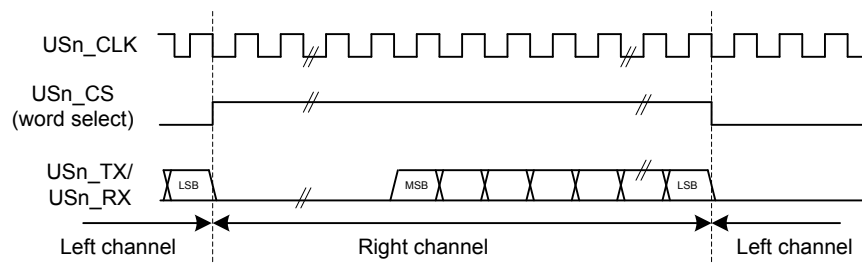 USn_CLK
USn_CS
(word select)
USn_TX/
USn_RX
LSB
MSB
LSB
Left channel
Right channel
Left channel